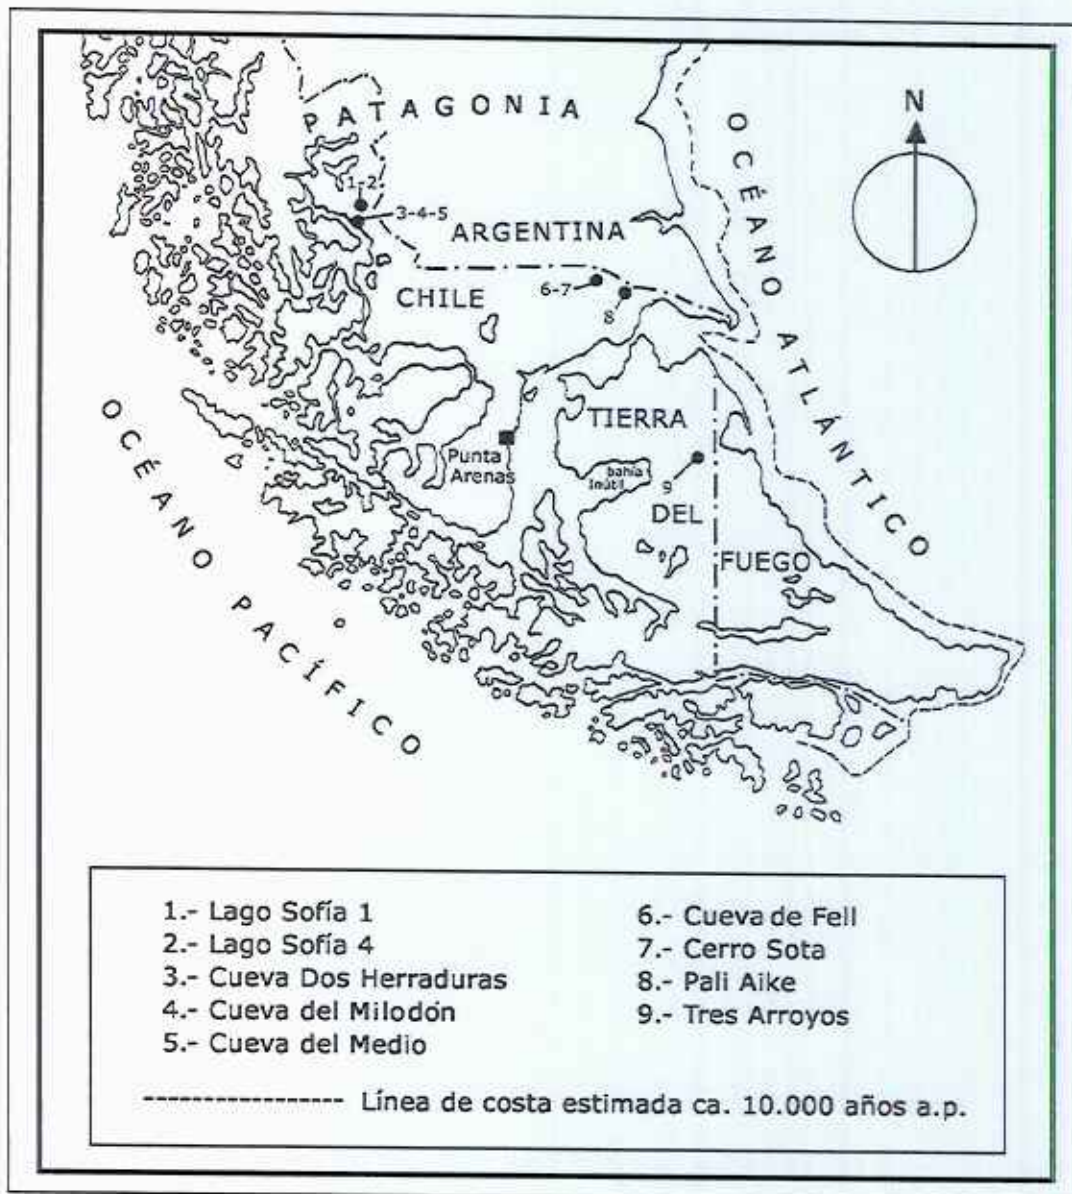 PATAGONIA
N
OCÉANO ATLÁNTICO
1-2
3-4-5
ARGENTINA
CHILE
6-7
8
TIERRA
Punta
Arenas
bahía
Inútil
9
DEL
FUEGO
OCÉANO PACÍFICO
1.- Lago Sofía 1
2.- Lago Sofía 4
3.- Cueva Dos Herraduras
4.- Cueva del Milodón
5.- Cueva del Medio
6.- Cueva de Fell
7.- Cerro Sota
8.- Pali Aike
9.- Tres Arroyos
Línea de costa estimada ca. 10.000 años a.p.